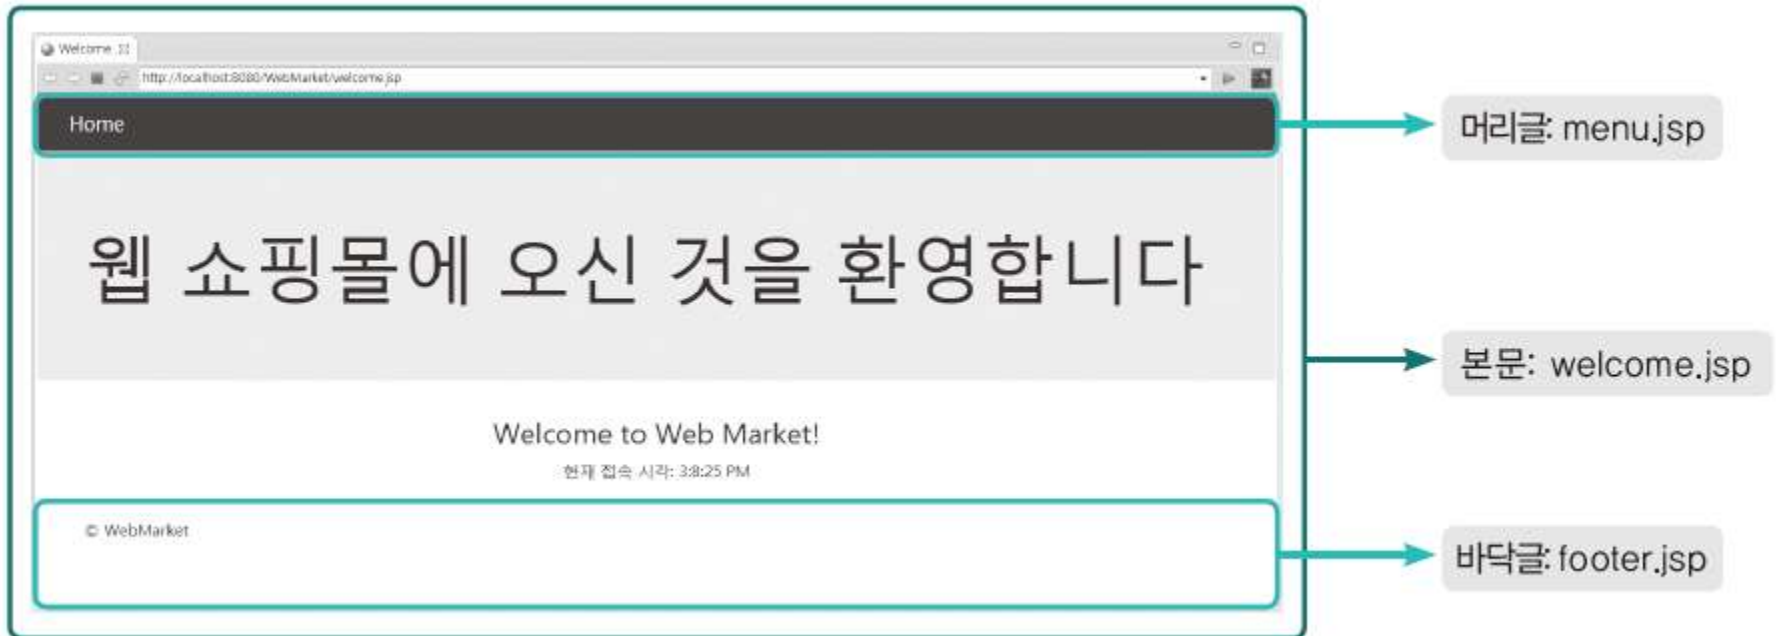 Welcome
http://localhost:8080/WebMarket/welcome.jsp
Home
머리글: menu.jsp
웹 쇼핑몰에 오신 것을 환영합니다
본문: welcome.jsp
Welcome to Web Market!
현재 접속 시각: 3:8:25 PM
© WebMarket
바닥글: footer.jsp